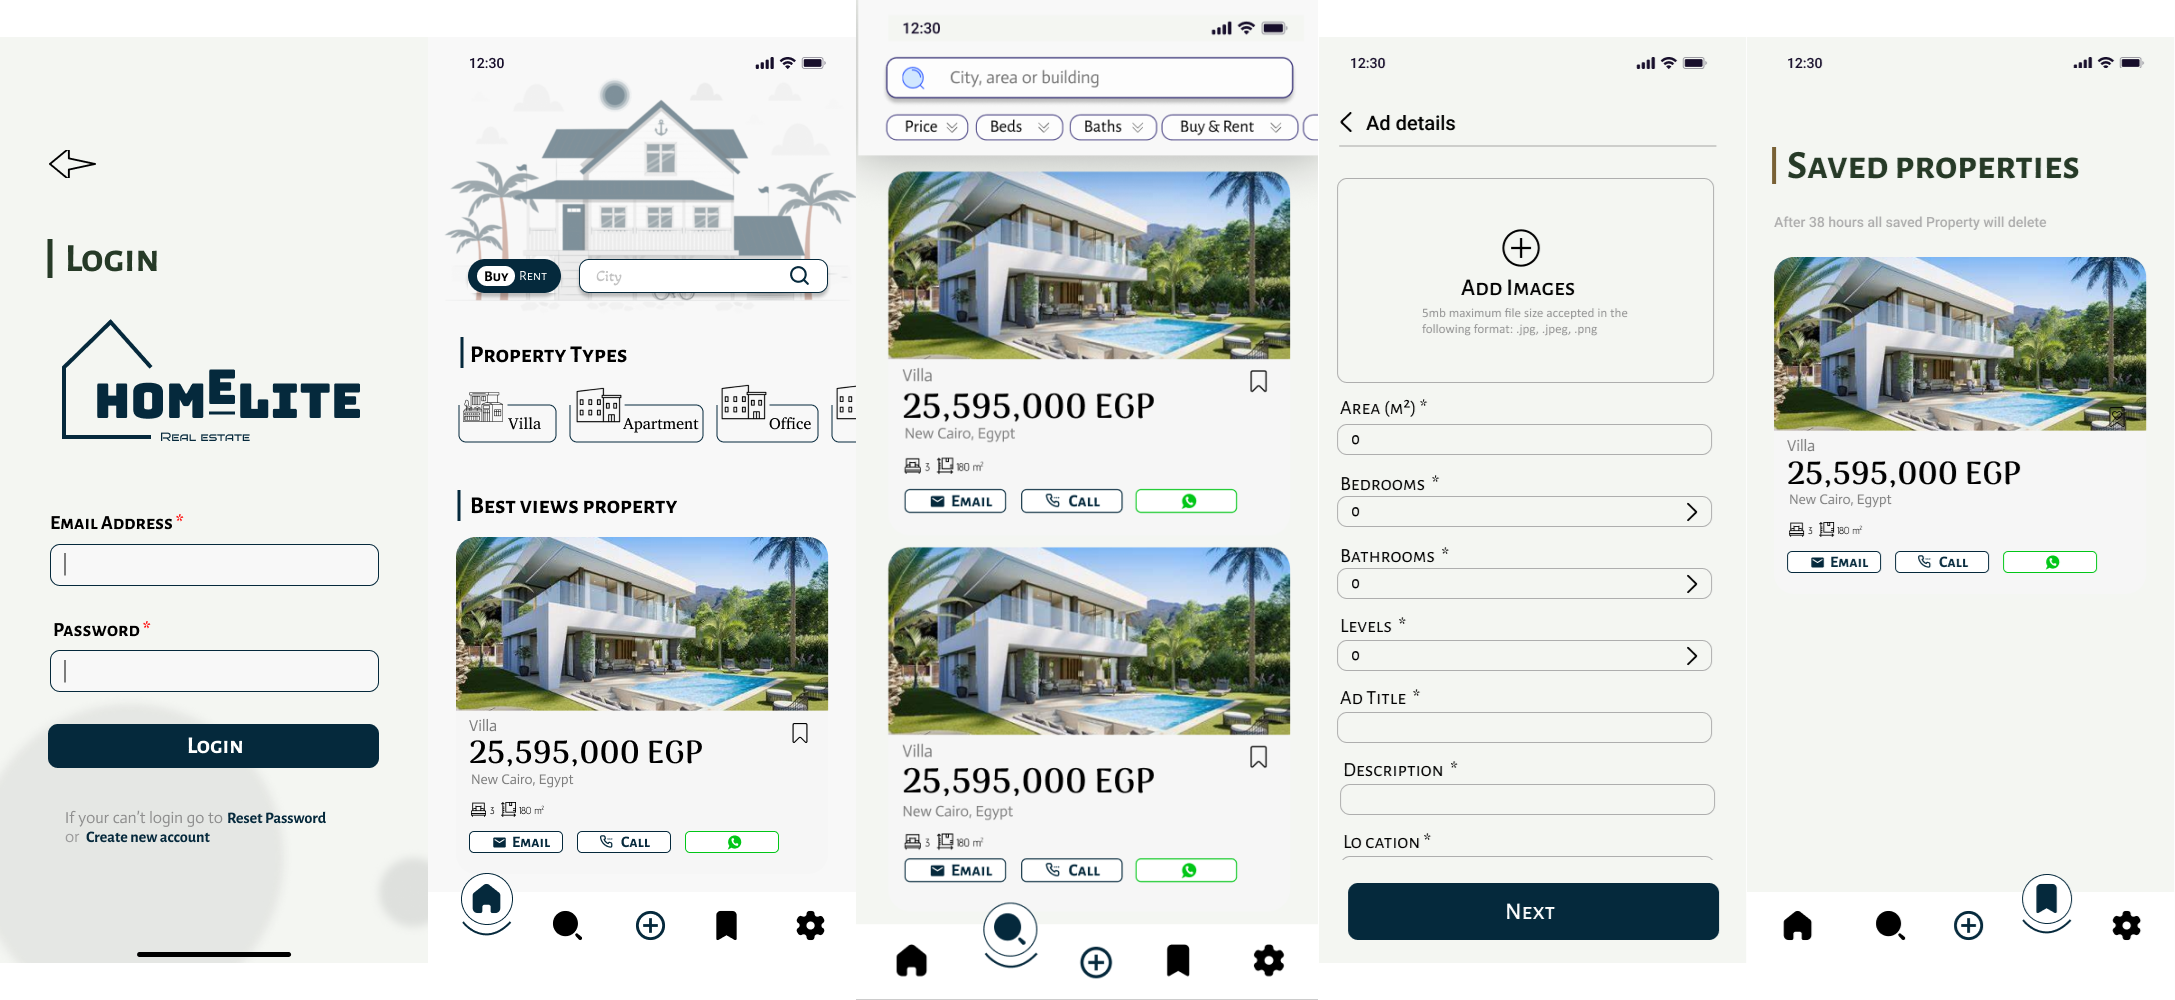 LOGIN
HOMELITE
REAL ESTATE
EMAIL ADDRESS *
PASSWORD *
LOGIN
If your can't login go to Reset Password
or Create new account
12:30
BUY RENT
City
PROPERTY TYPES
Villa
Apartment
Office
BEST VIEWS PROPERTY
Villa
25,595,000 EGP
New Cairo, Egypt
3 180 m²
EMAIL
CALL
12:30
City, area or building
Price
Beds
Baths
Buy & Rent
Villa
25,595,000 EGP
New Cairo, Egypt
3 180 m²
EMAIL
CALL
Villa
25,595,000 EGP
New Cairo, Egypt
3 180 m²
EMAIL
CALL
12:30
Ad details
ADD IMAGES
5mb maximum file size accepted in the
following format: .jpg, .jpeg, .png
AREA (M²) *
0
BEDROOMS *
0
BATHROOMS *
0
LEVELS *
0
AD TITLE *
DESCRIPTION *
LO CATION *
NEXT
12:30
SAVED PROPERTIES
After 38 hours all saved Property will delete
Villa
25,595,000 EGP
New Cairo, Egypt
3 180 m²
EMAIL
CALL